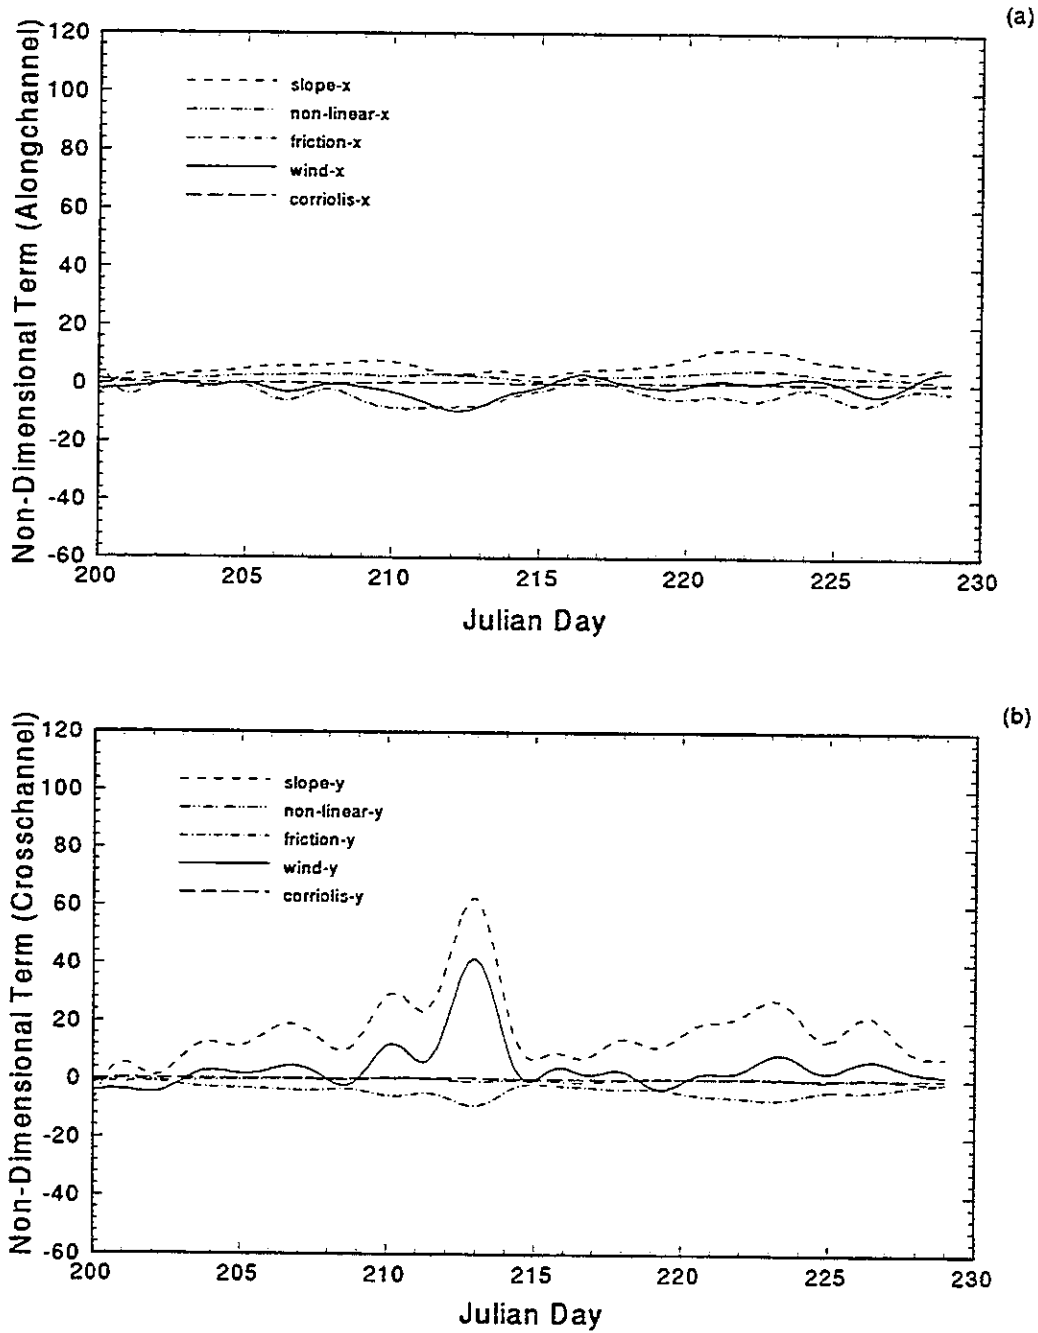 (a)
Non-Dimensional Term (Alongchannel)
120
100
80
60
40
20
0
-20
-40
-60
slope-x
non-linear-x
friction-x
wind-x
corriolis-x
200
205
210
215
220
225
230
Julian Day
(b)
Non-Dimensional Term (Crosschannel)
120
100
80
60
40
20
0
-20
-40
-60
slope-y
non-linear-y
friction-y
wind-y
corriolis-y
200
205
210
215
220
225
230
Julian Day